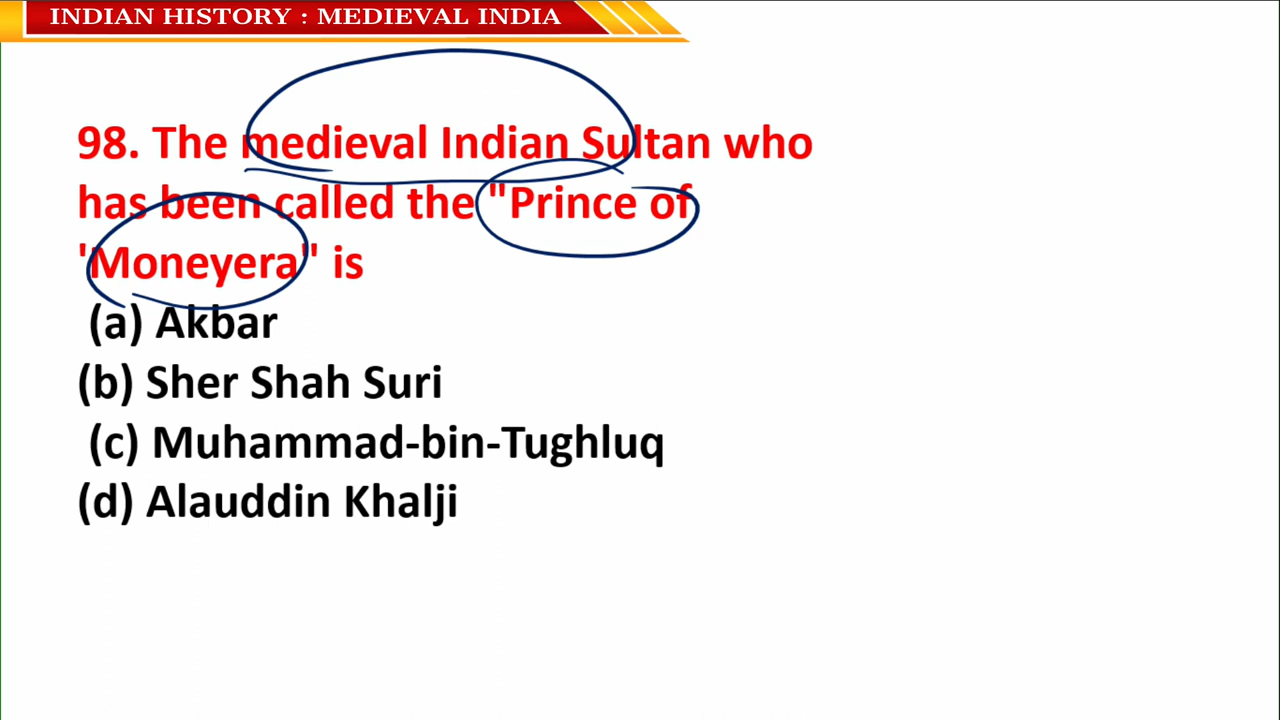 INDIAN HISTORY : MEDIEVAL INDIA
98. The medieval Indian Sultan who
has been called the "Prince of
'Moneyera" is
(a) Akbar
(b) Sher Shah Suri
(c) Muhammad-bin-Tughluq
(d) Alauddin Khalji